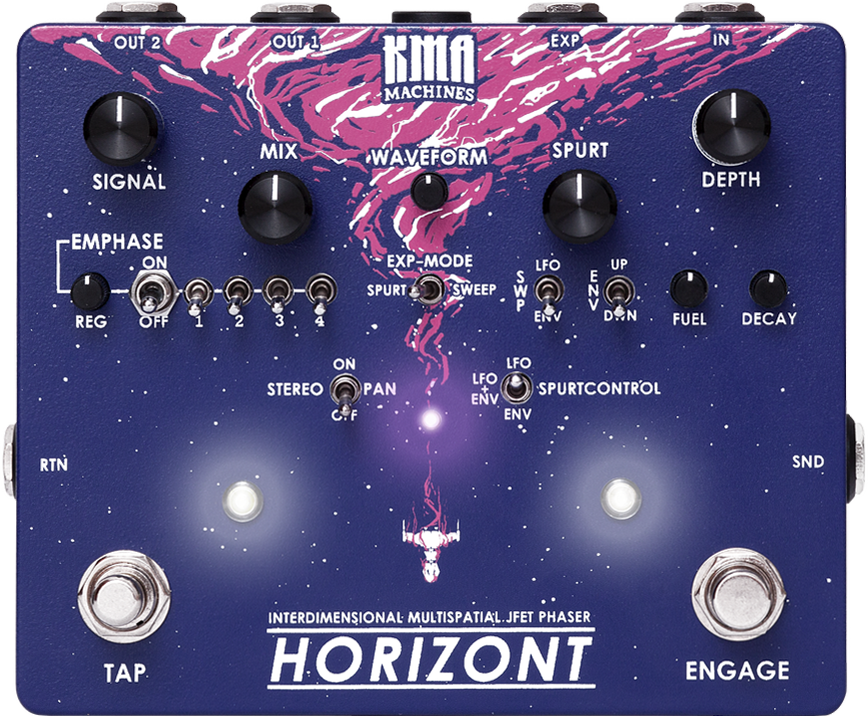 OUT 2 OUT 1 EXP IN
KMA
MACHINES
MIX WAVEFORM SPURT
SIGNAL DEPTH
EMPHASE
ON
OFF
REG 1 2 3 4
EXP-MODE
SPURT SWEEP
SWP
LFO
ENV
ENV
UP
DWN
FUEL DECAY
ON
STEREO PAN
OFF
LFO
LFO
+
ENV
SPURTCONTROL
ENV
RTN SND
INTERDIMENSIONAL MULTISPATIAL JFET PHASER
HORIZONT
TAP ENGAGE